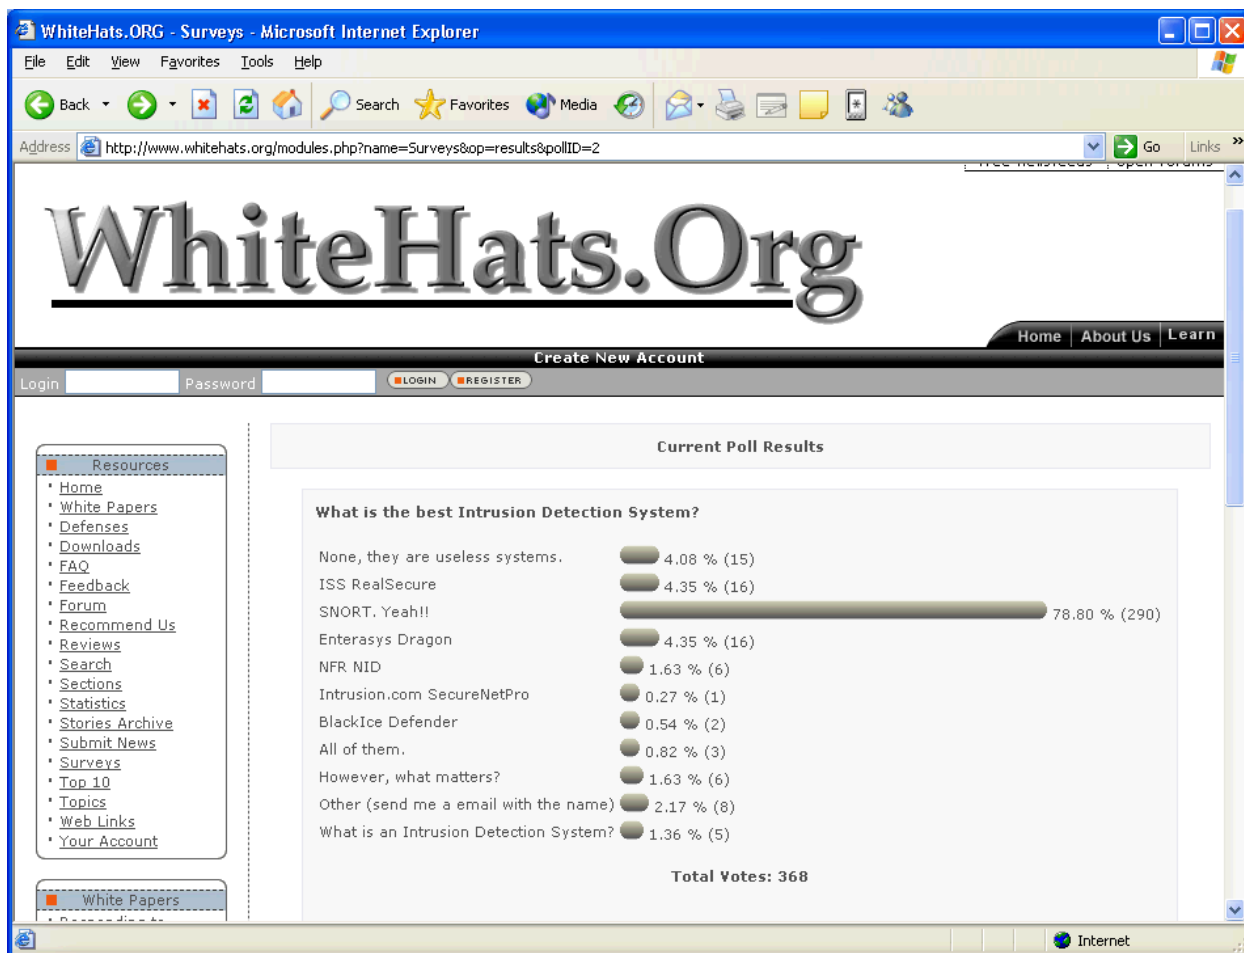 WhiteHats.ORG - Surveys - Microsoft Internet Explorer
File Edit View Favorites Tools Help
Back Search Favorites Media
Address http://www.whitehats.org/modules.php?name=Surveys&op=results&pollID=2 Go Links »
Free Newsfeeds Open Forums
WhiteHats.Org
Home About Us Learn
Create New Account
Login Password LOGIN REGISTER
Resources
Home
White Papers
Defenses
Downloads
FAQ
Feedback
Forum
Recommend Us
Reviews
Search
Sections
Statistics
Stories Archive
Submit News
Surveys
Top 10
Topics
Web Links
Your Account
White Papers
Responding to
Current Poll Results
What is the best Intrusion Detection System?
None, they are useless systems. 4.08 % (15)
ISS RealSecure 4.35 % (16)
SNORT. Yeah!! 78.80 % (290)
Enterasys Dragon 4.35 % (16)
NFR NID 1.63 % (6)
Intrusion.com SecureNetPro 0.27 % (1)
BlackIce Defender 0.54 % (2)
All of them. 0.82 % (3)
However, what matters? 1.63 % (6)
Other (send me a email with the name) 2.17 % (8)
What is an Intrusion Detection System? 1.36 % (5)
Total Votes: 368
Internet